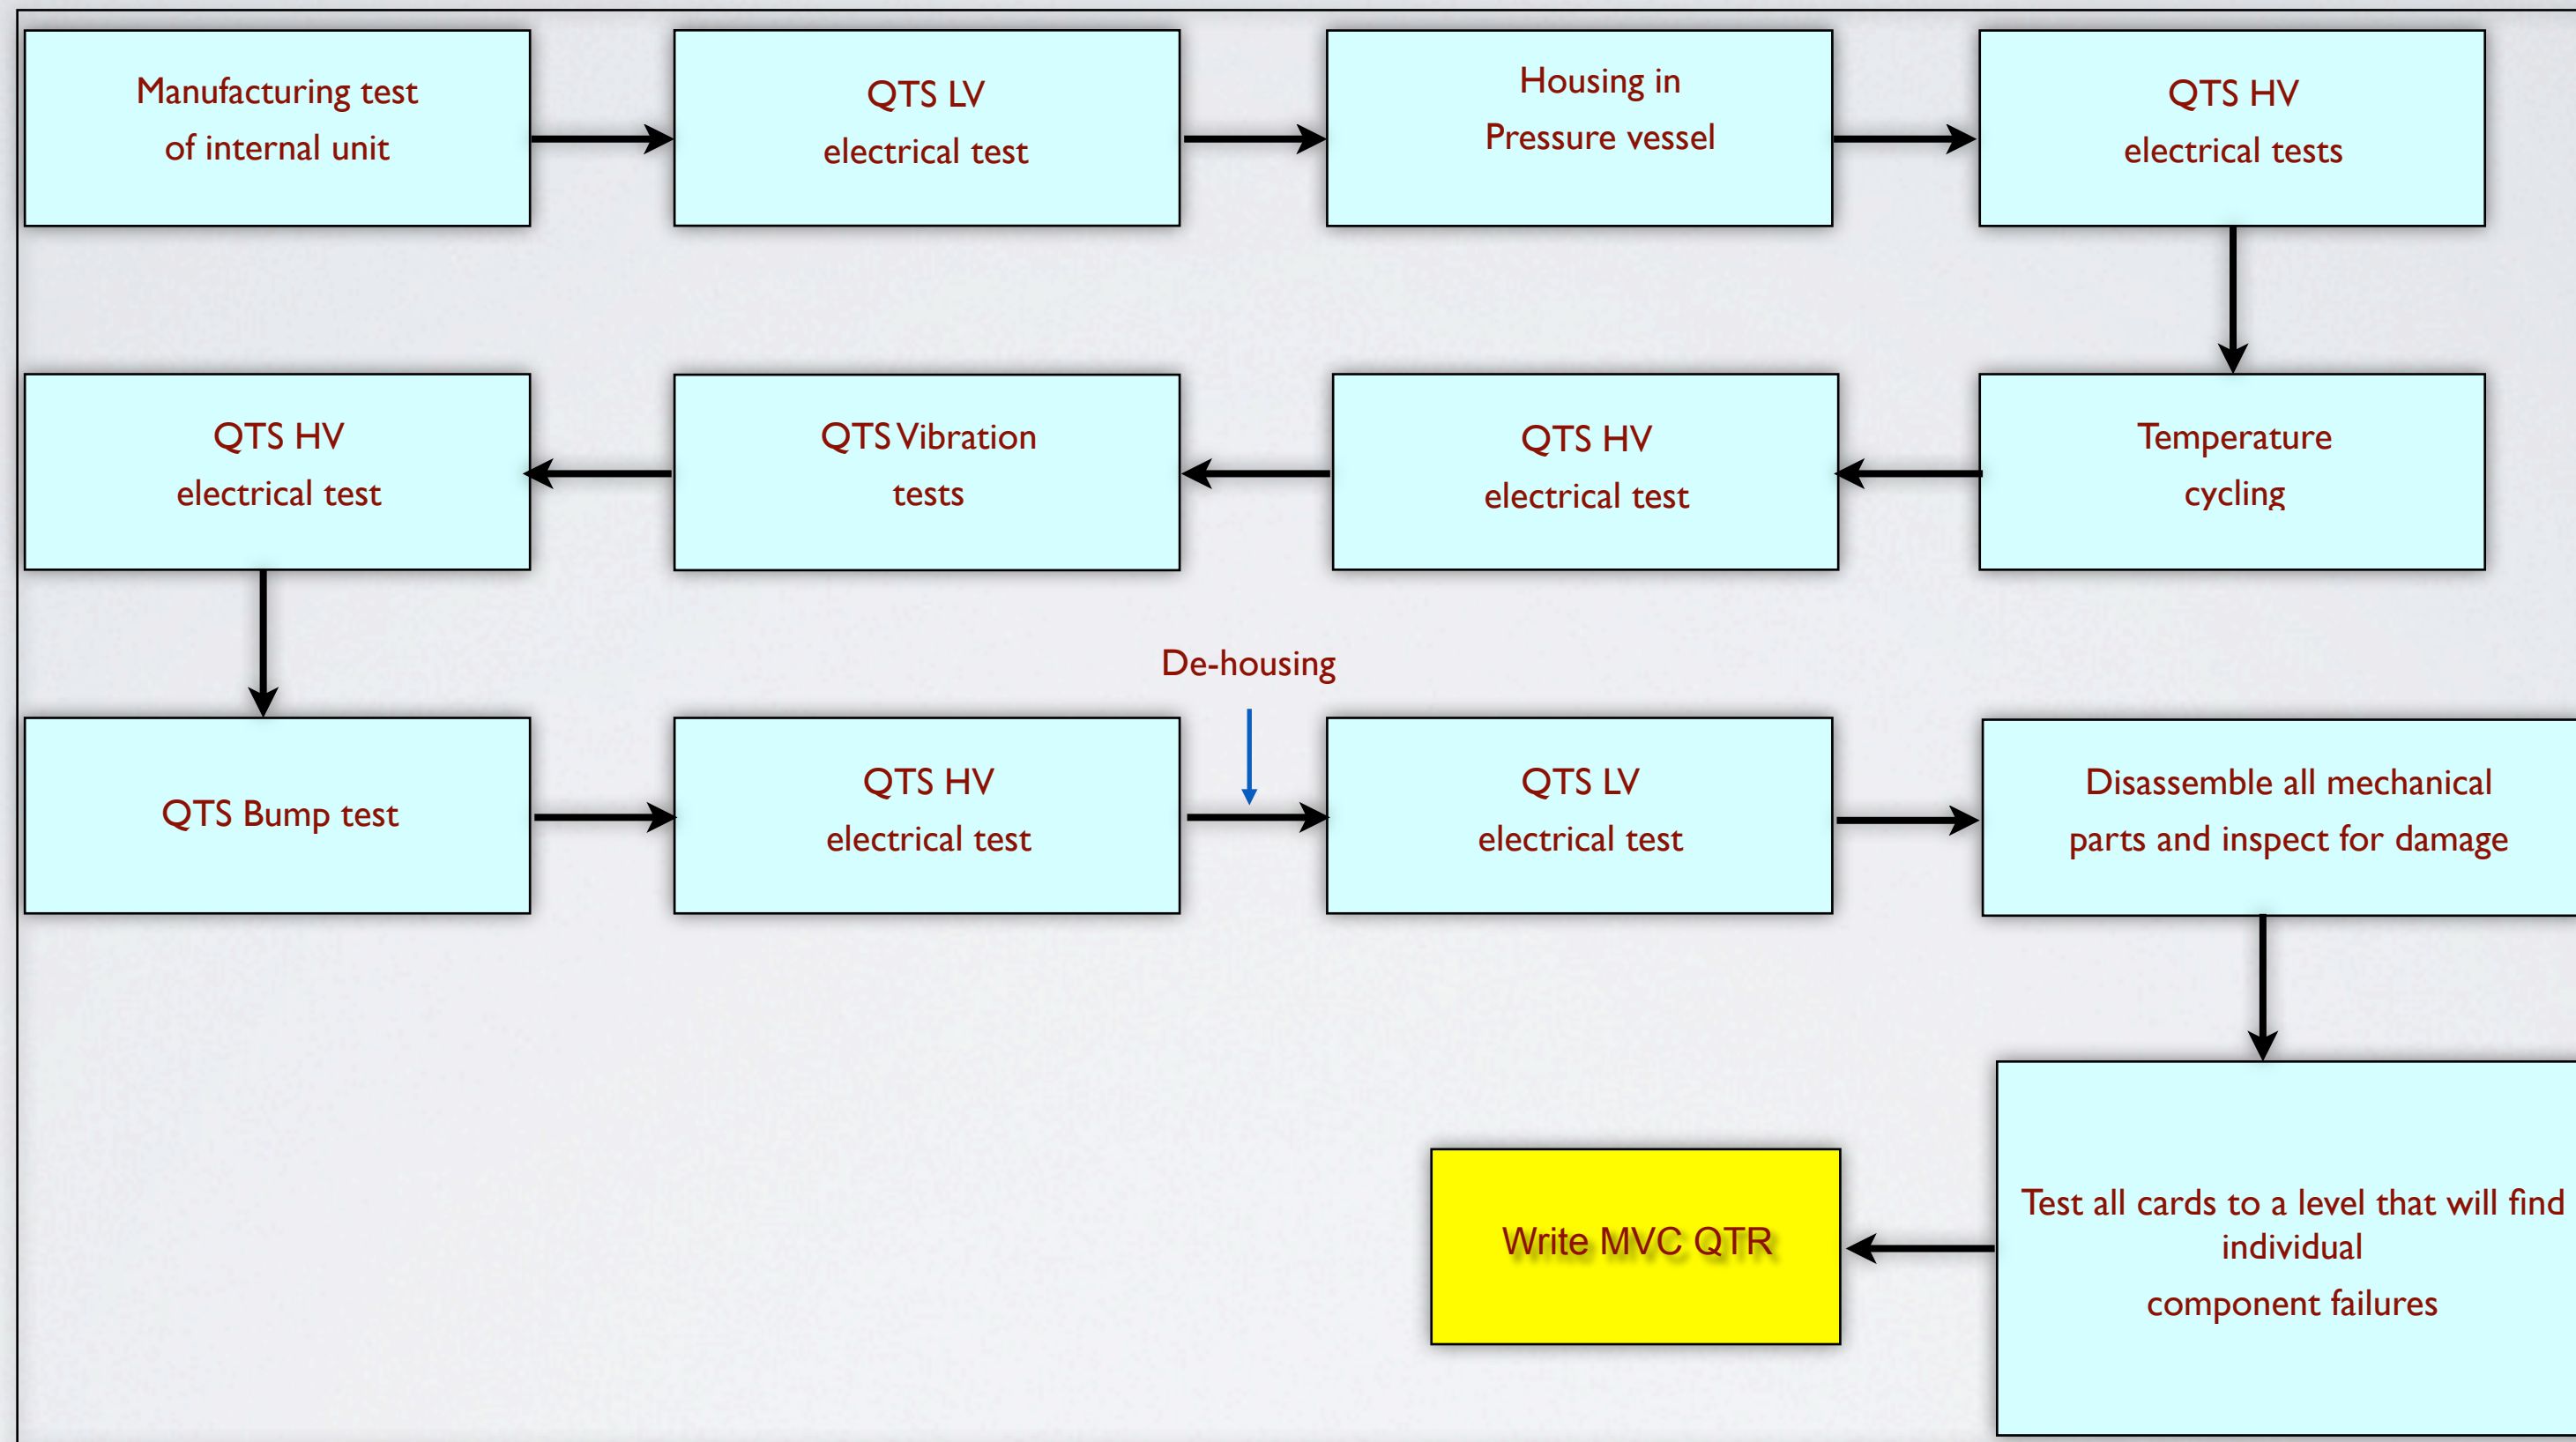 Manufacturing test
of internal unit
QTS LV
electrical test
Housing in
Pressure vessel
QTS HV
electrical tests
Temperature
cycling
QTS HV
electrical test
QTS Vibration
tests
QTS HV
electrical test
QTS Bump test
QTS HV
electrical test
De-housing
QTS LV
electrical test
Disassemble all mechanical
parts and inspect for damage
Test all cards to a level that will find
individual
component failures
Write MVC QTR